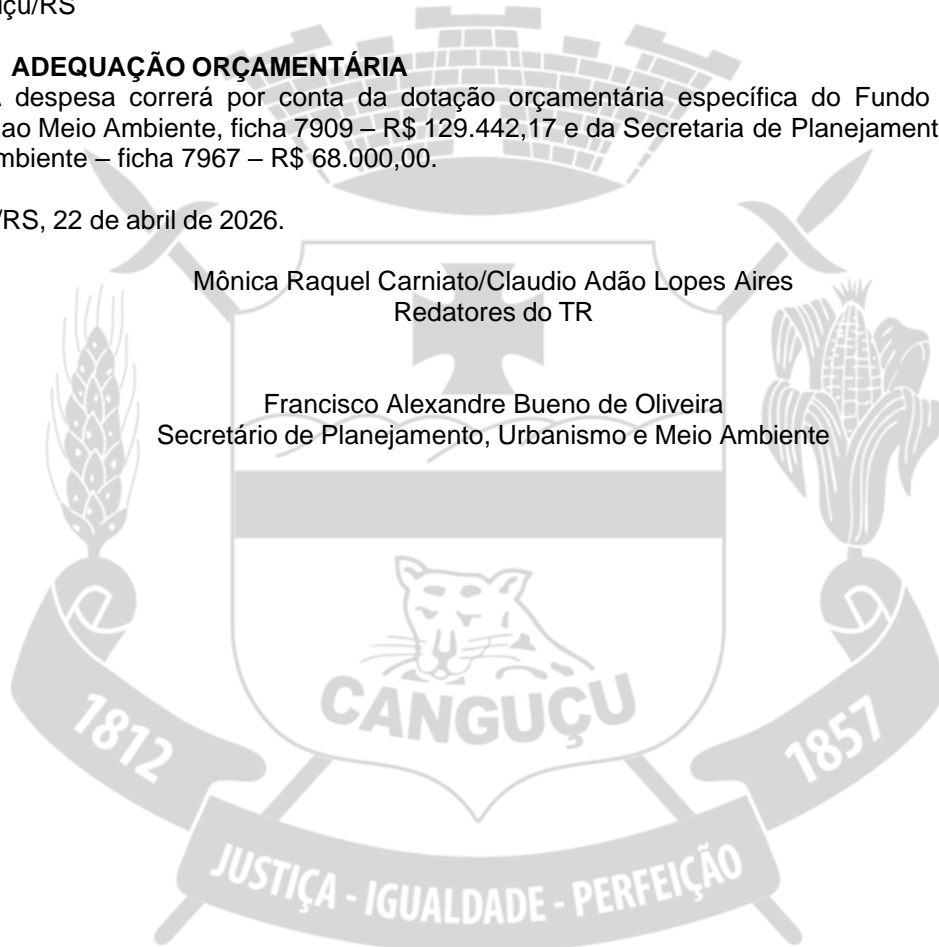 çu/RS
ADEQUAÇÃO ORÇAMENTÁRIA
despesa correrá por conta da dotação orçamentária específica do Fundo
ao Meio Ambiente, ficha 7909 – R$ 129.442,17 e da Secretaria de Planejament
mbiente – ficha 7967 – R$ 68.000,00.
/RS, 22 de abril de 2026.
Mônica Raquel Carniato/Claudio Adão Lopes Aires
Redatores do TR
Francisco Alexandre Bueno de Oliveira
Secretário de Planejamento, Urbanismo e Meio Ambiente
CANGUÇU
1812
1857
JUSTIÇA - IGUALDADE - PERFEIÇÃO